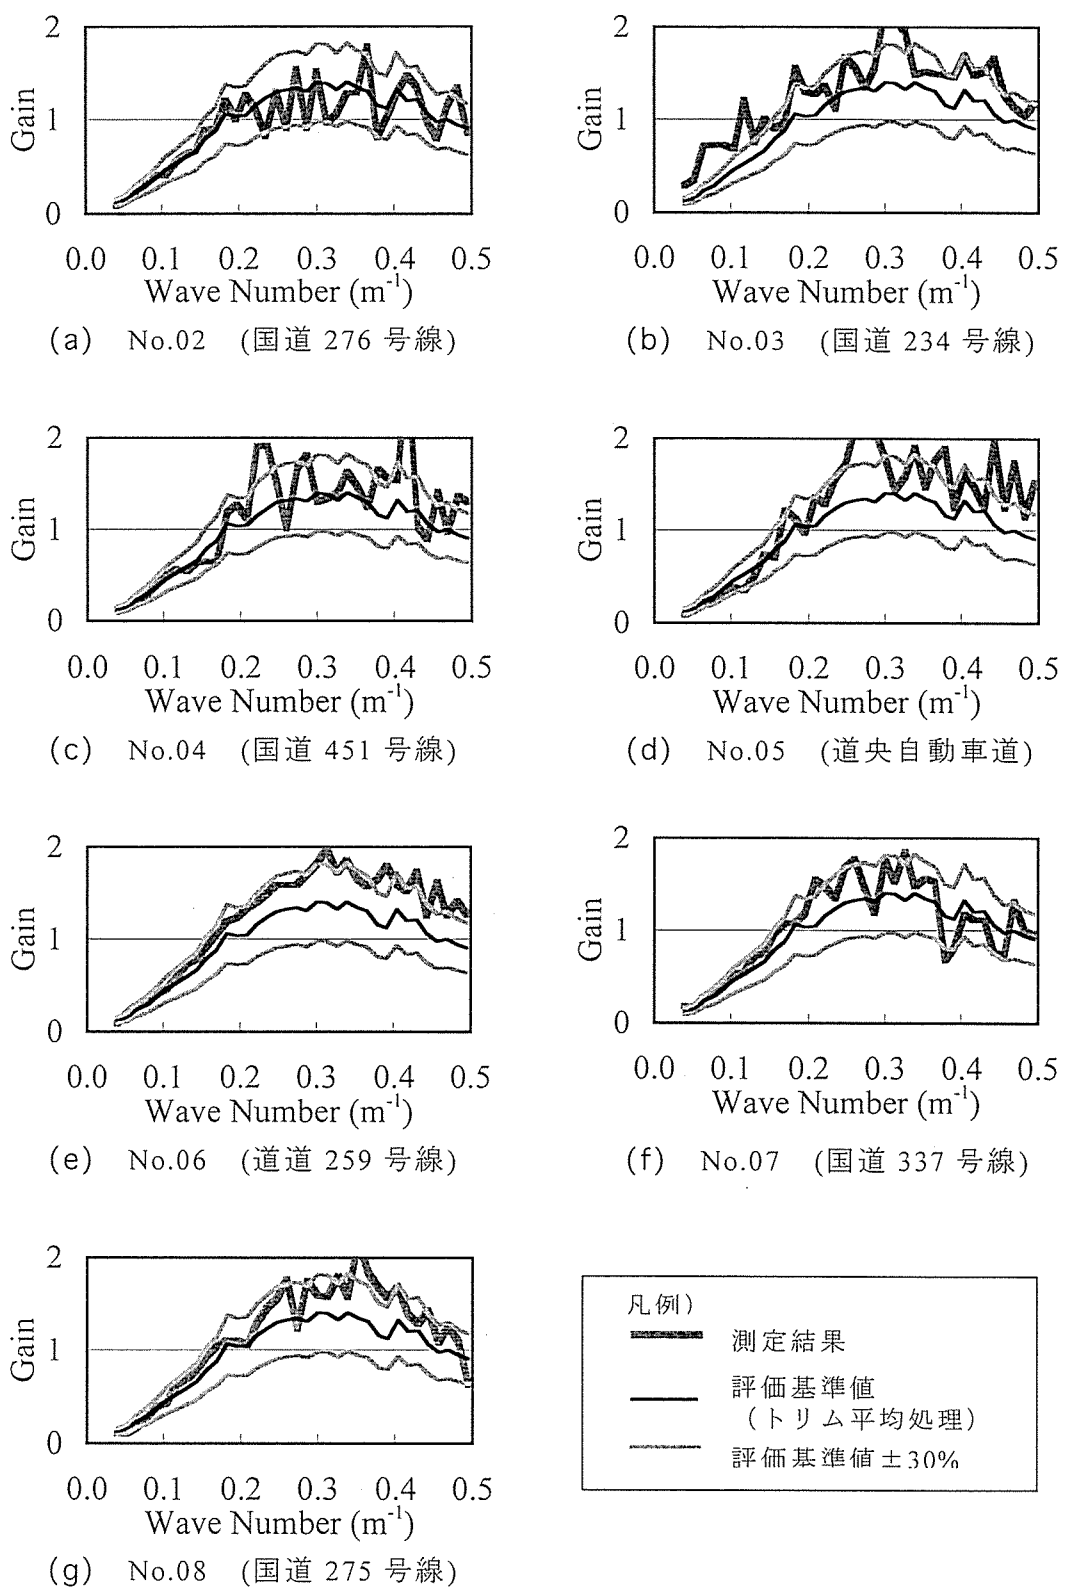 2
1
0
Gain
0.0 0.1 0.2 0.3 0.4 0.5
Wave Number (m⁻¹)
(a) No.02 (国道 276 号線)
2
1
0
Gain
0.0 0.1 0.2 0.3 0.4 0.5
Wave Number (m⁻¹)
(b) No.03 (国道 234 号線)
2
1
0
Gain
0.0 0.1 0.2 0.3 0.4 0.5
Wave Number (m⁻¹)
(c) No.04 (国道 451 号線)
2
1
0
Gain
0.0 0.1 0.2 0.3 0.4 0.5
Wave Number (m⁻¹)
(d) No.05 (道央自動車道)
2
1
0
Gain
0.0 0.1 0.2 0.3 0.4 0.5
Wave Number (m⁻¹)
(e) No.06 (道道 259 号線)
2
1
0
Gain
0.0 0.1 0.2 0.3 0.4 0.5
Wave Number (m⁻¹)
(f) No.07 (国道 337 号線)
2
1
0
Gain
0.0 0.1 0.2 0.3 0.4 0.5
Wave Number (m⁻¹)
(g) No.08 (国道 275 号線)
凡例)
測定結果
評価基準値
(トリム平均処理)
評価基準値±30%